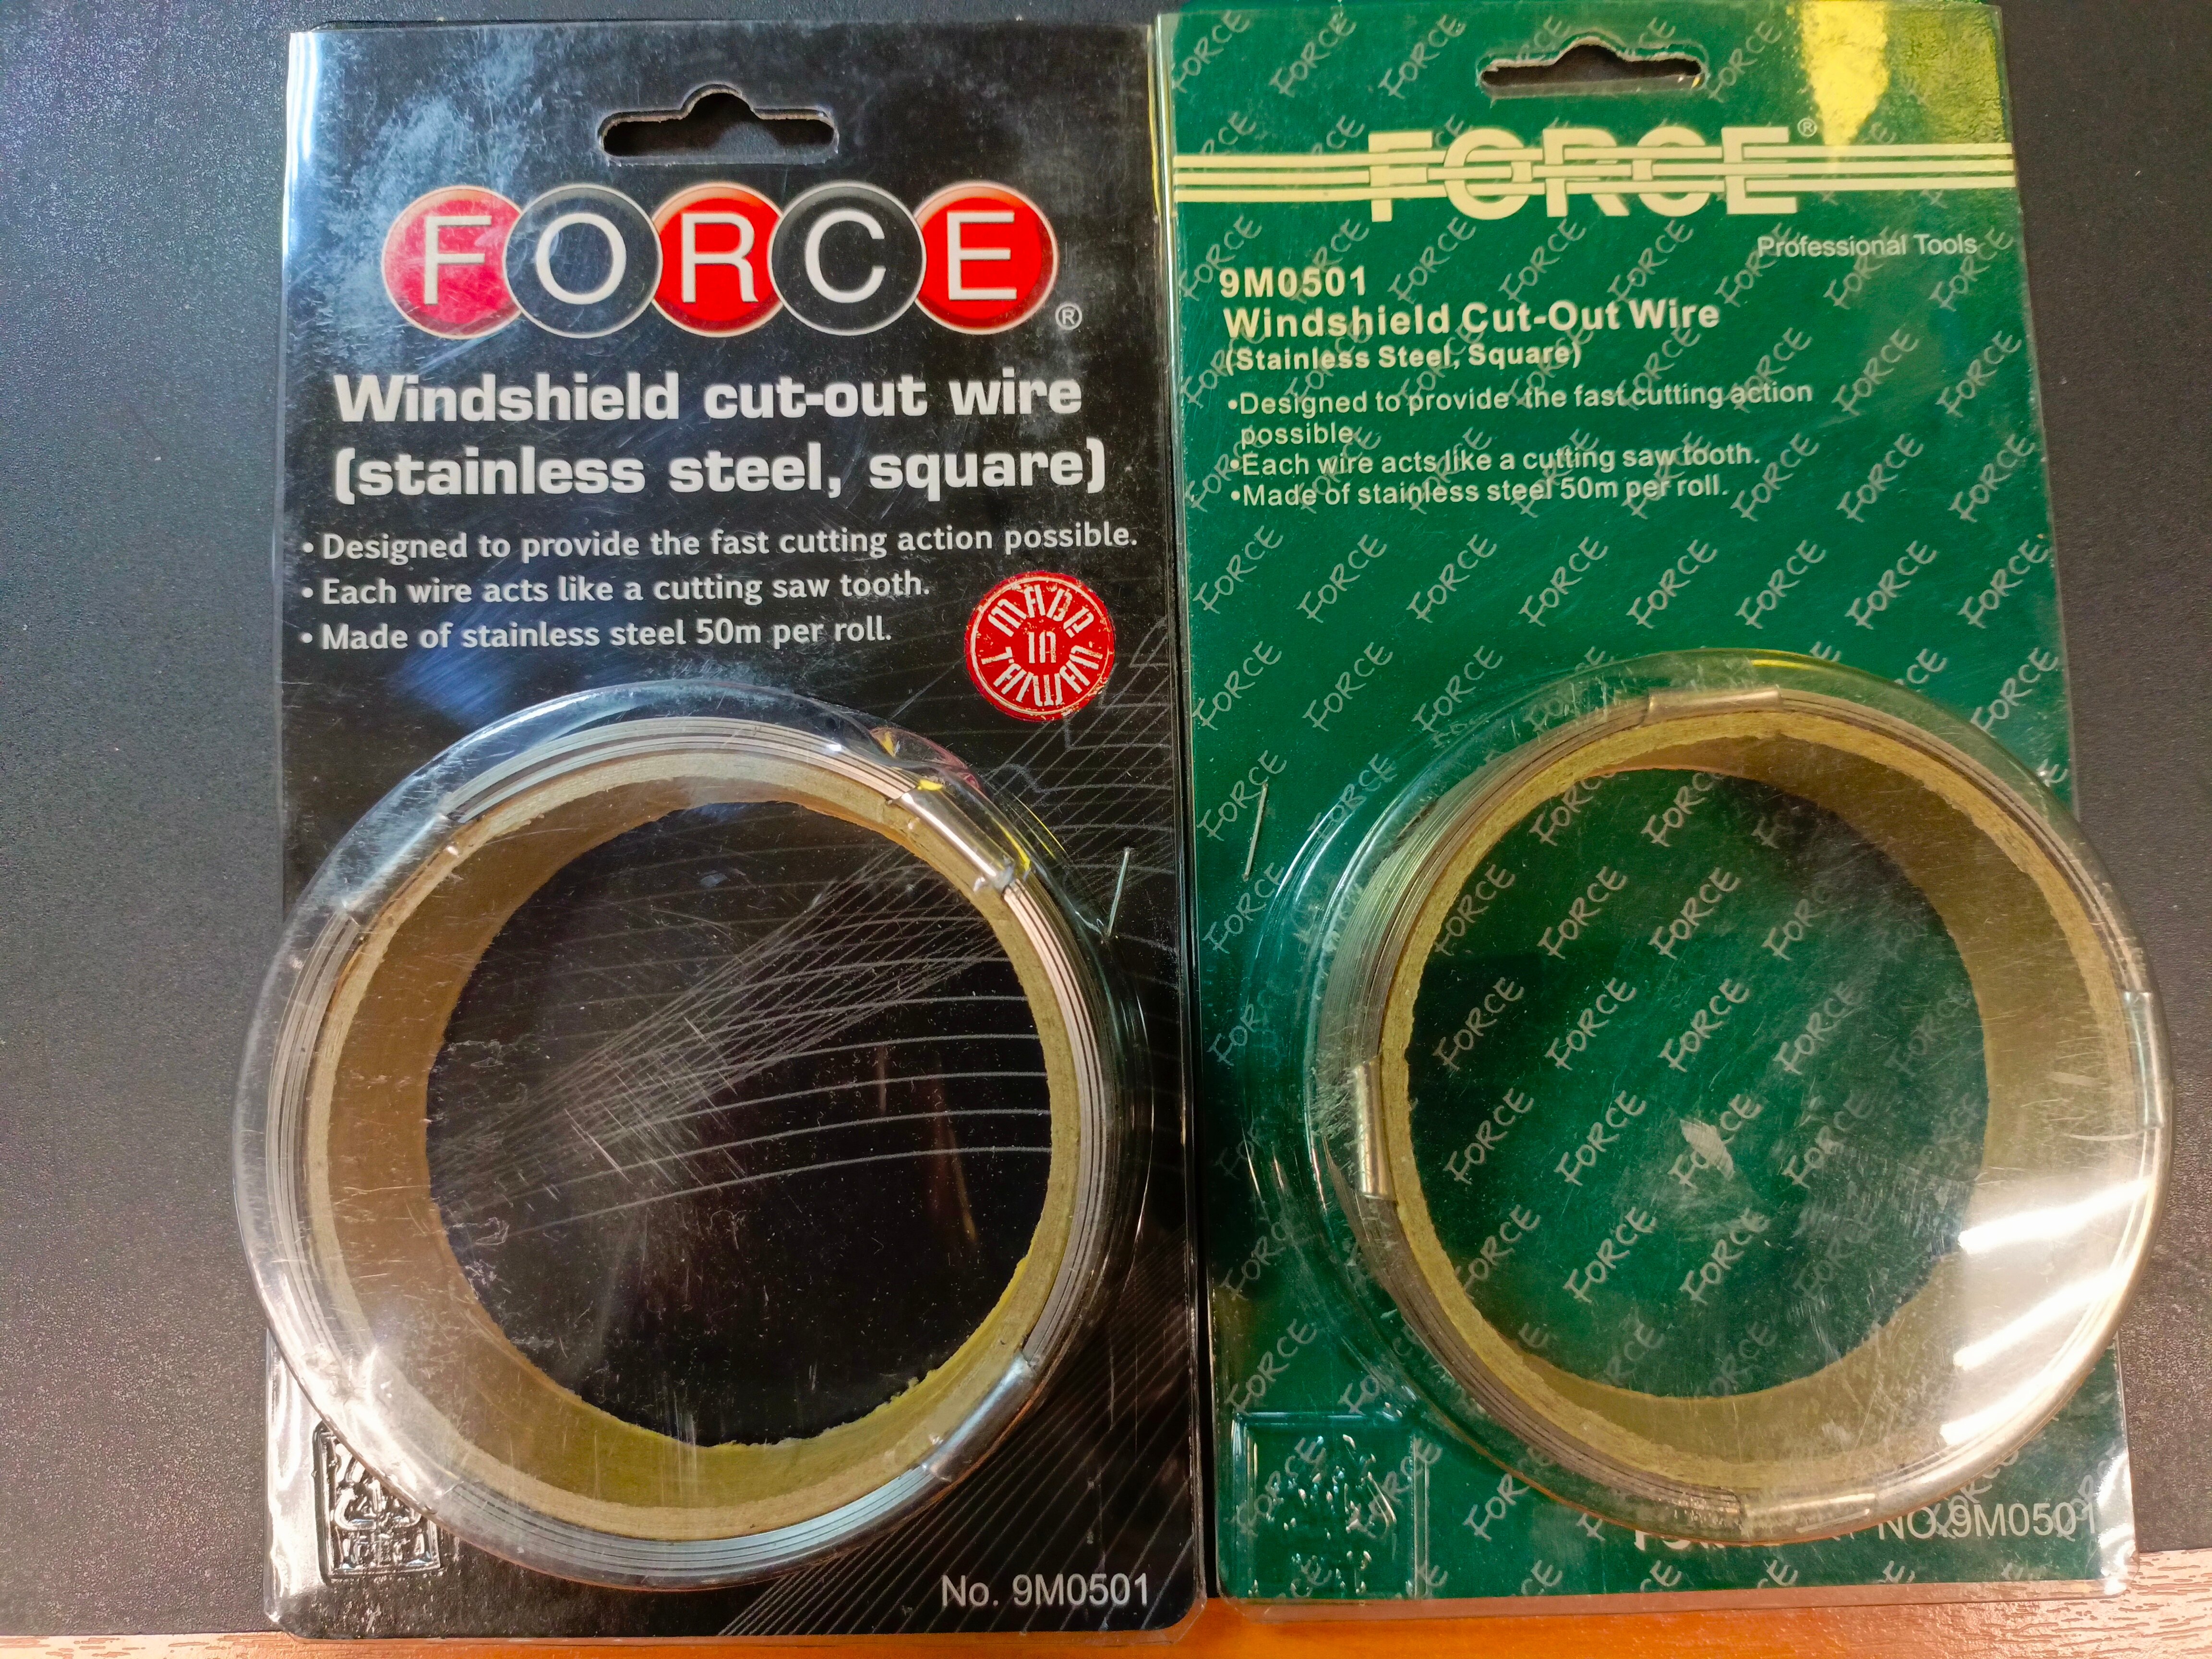 FORCE®
Windshield cut-out wire
(stainless steel, square)
• Designed to provide the fast cutting action possible.
• Each wire acts like a cutting saw tooth.
• Made of stainless steel 50m per roll.
MADE
IN
TAIWAN
No. 9M0501
FORCE®
Professional Tools
9M0501
Windshield Cut-Out Wire
(Stainless Steel, Square)
•Designed to provide the fast cutting action
possible.
•Each wire acts like a cutting saw tooth.
•Made of stainless steel 50m per roll.
FORCE
NO.9M0501